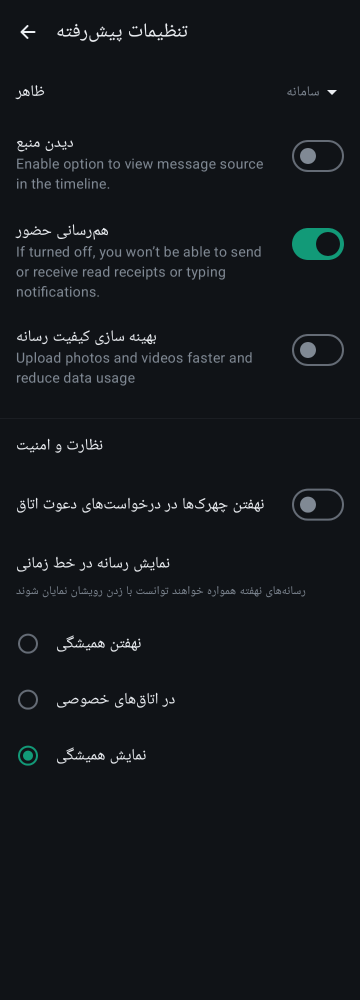 تنظیمات پیش‌رفته
ظاهر
سامانه
دیدن منبع
Enable option to view message source
in the timeline.
هم‌رسانی حضور
If turned off, you won’t be able to send
or receive read receipts or typing
notifications.
بهینه سازی کیفیت رسانه
Upload photos and videos faster and
reduce data usage
نظارت و امنیت
نهفتن چهرک‌ها در درخواست‌های دعوت اتاق
نمایش رسانه در خط زمانی
رسانه‌های نهفته همواره خواهند توانست با زدن رویشان نمایان شوند
نهفتن همیشگی
در اتاق‌های خصوصی
نمایش همیشگی